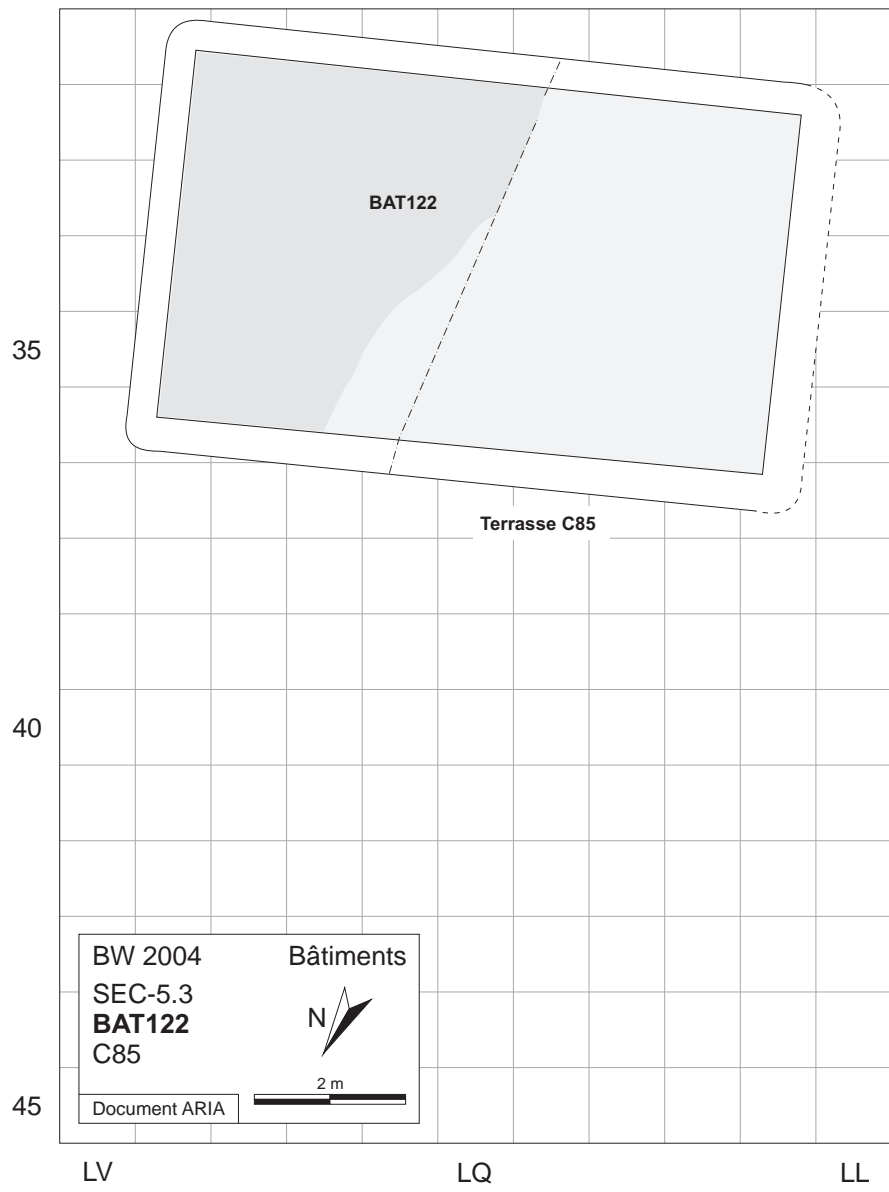 BAT122
35
Terrasse C85
40
BW 2004 Bâtiments
SEC-5.3
BAT122
C85
N
2 m
Document ARIA
45
LV LQ LL